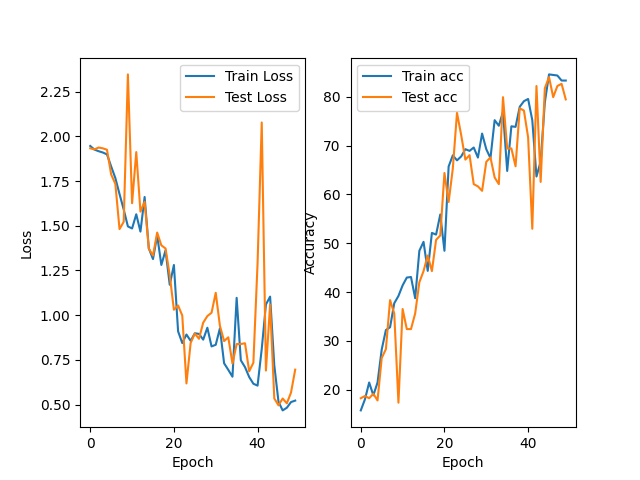 Train Loss
Test Loss
2.25
2.00
1.75
1.50
1.25
1.00
0.75
0.50
Loss
0 20 40
Epoch
Train acc
Test acc
80
70
60
50
40
30
20
Accuracy
0 20 40
Epoch